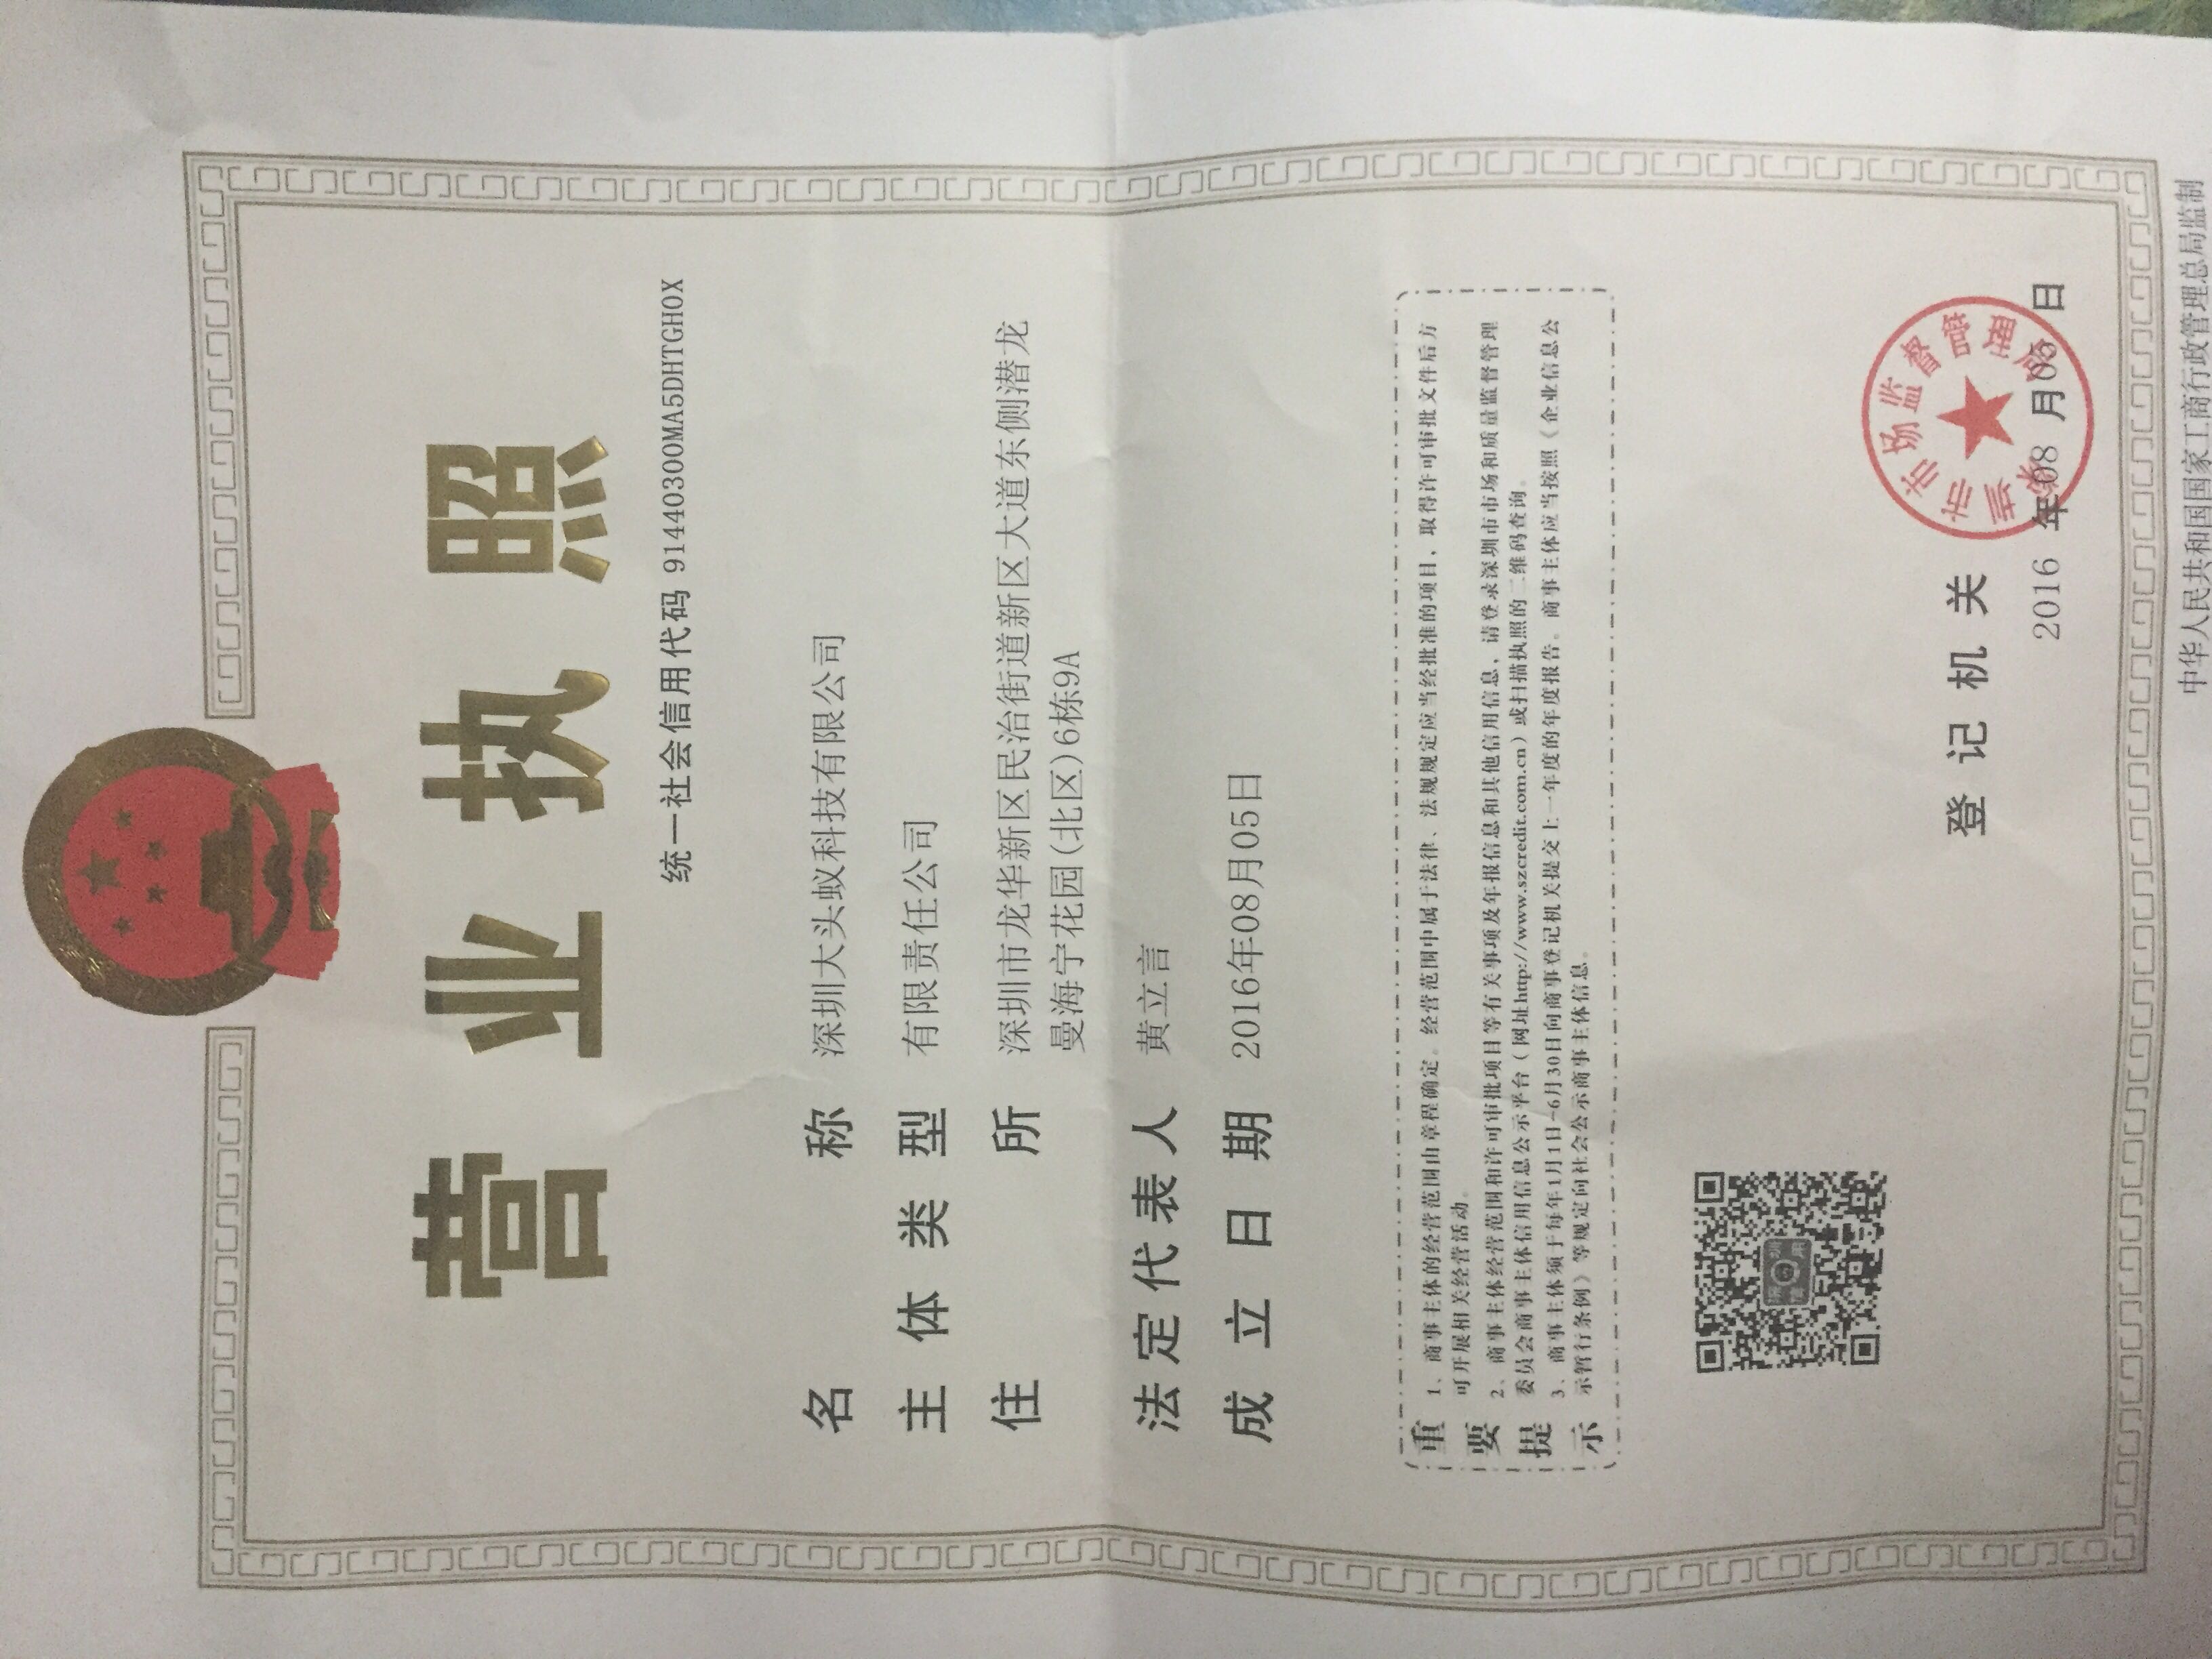 营业执照
统一社会信用代码 91440300MA5DHTGH0X
名称 深圳大头蚁科技有限公司
主体类型 有限责任公司
住所 深圳市龙华新区民治街道新区大道东侧潜龙
曼海宁花园(北区)6栋9A
法定代表人 黄立言
成立日期 2016年08月05日
重要提示
1、商事主体的经营范围由章程确定。经营范围中属于法律、法规规定应当经批准的项目，取得许可审批文件后方
可开展相关经营活动。
2、商事主体经营范围和许可审批项目等有关事项及年报信息和其他信用信息，请登录深圳市市场和质量监督管理
委员会商事主体信用信息公示平台（网址http://www.szcredit.com.cn）或扫描执照的二维码查询。
3、商事主体须于每年1月1日-6月30日向商事登记机关提交上一年度的年度报告。商事主体应当按照《企业信息公
示暂行条例》等规定向社会公示商事主体信息。
登记机关
深圳市市场监督管理局
2016 年 08 月 05 日
中华人民共和国国家工商行政管理总局监制